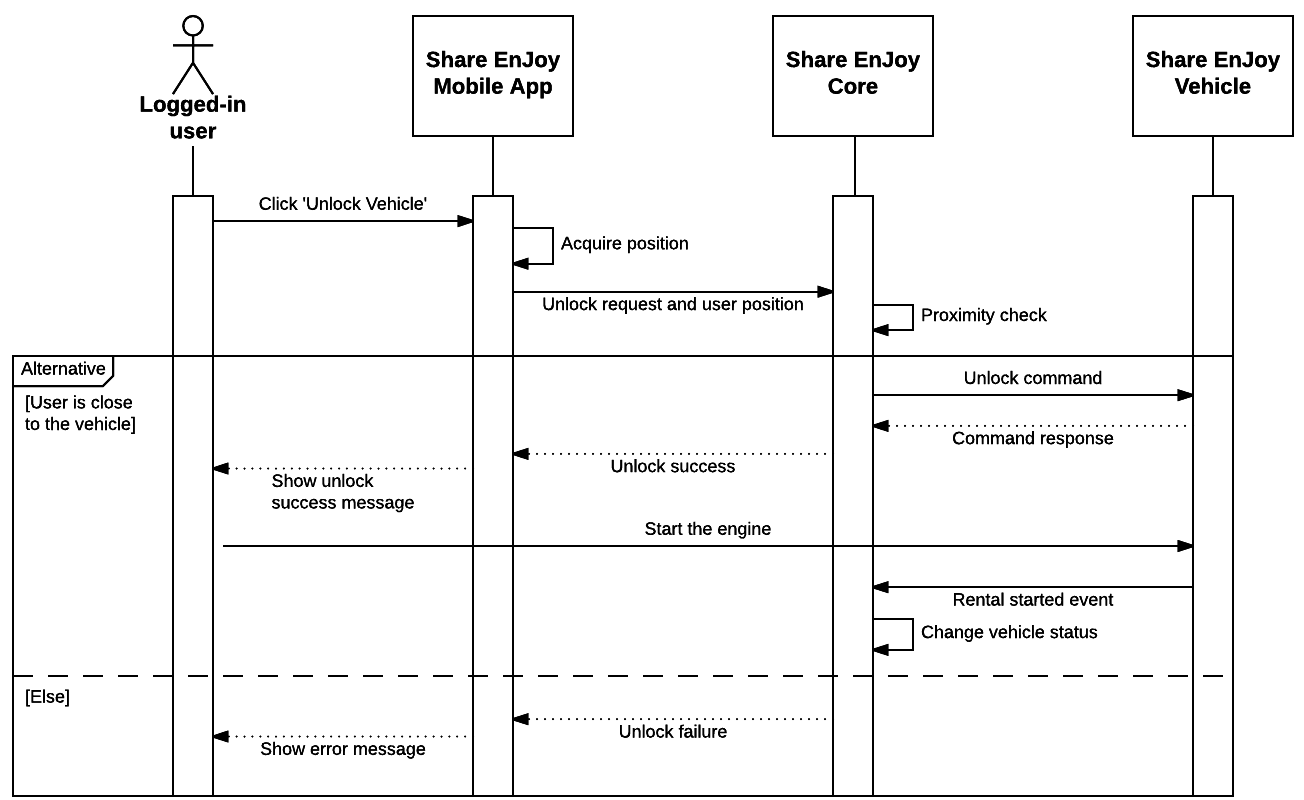 Logged-in
user
Share EnJoy
Mobile App
Share EnJoy
Core
Share EnJoy
Vehicle
Click 'Unlock Vehicle'
Acquire position
Unlock request and user position
Proximity check
Alternative
[User is close
to the vehicle]
Unlock command
Command response
Unlock success
Show unlock
success message
Start the engine
Rental started event
Change vehicle status
[Else]
Unlock failure
Show error message